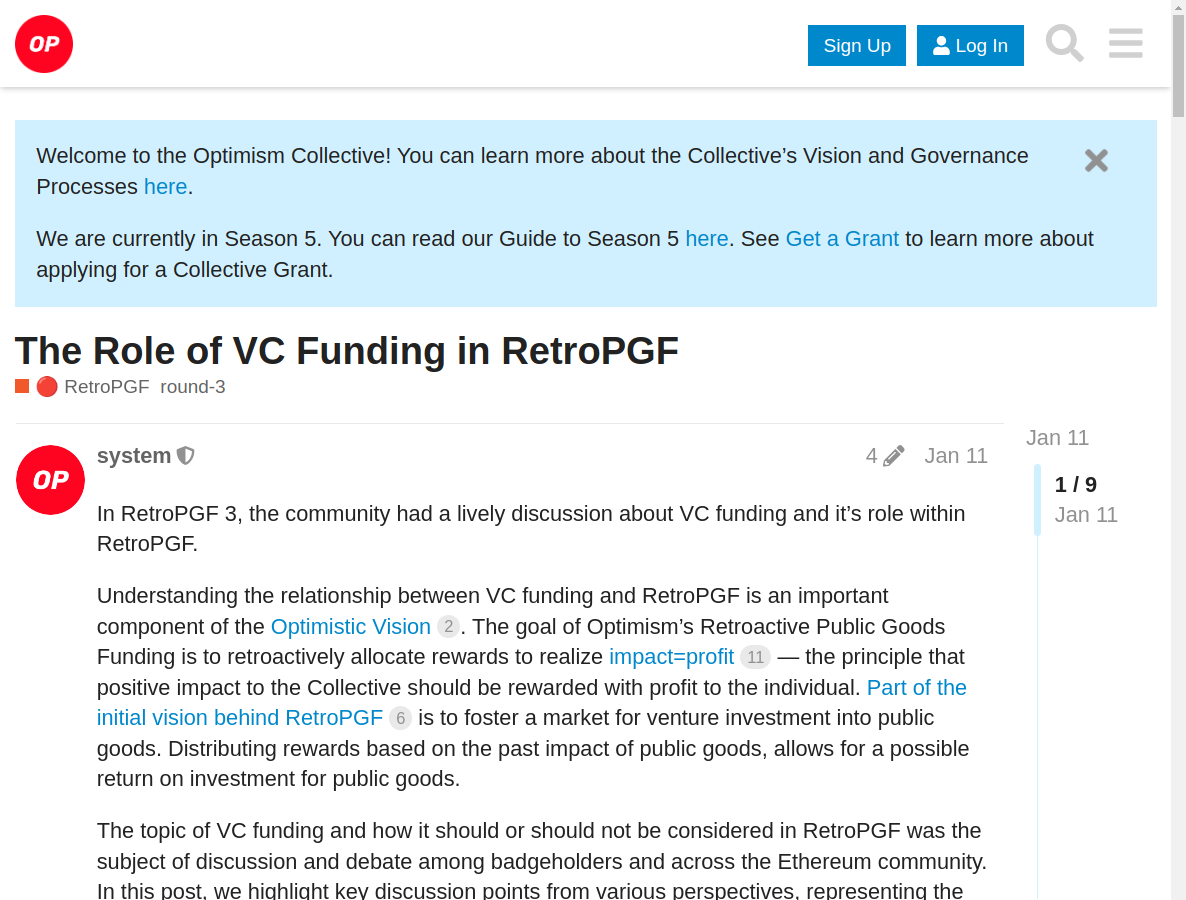 OP
Sign Up
Log In
Welcome to the Optimism Collective! You can learn more about the Collective’s Vision and Governance
Processes here.
We are currently in Season 5. You can read our Guide to Season 5 here. See Get a Grant to learn more about
applying for a Collective Grant.
The Role of VC Funding in RetroPGF
RetroPGF round-3
Jan 11
OP
system
4
Jan 11
1 / 9
Jan 11
In RetroPGF 3, the community had a lively discussion about VC funding and it’s role within
RetroPGF.
Understanding the relationship between VC funding and RetroPGF is an important
component of the Optimistic Vision 2. The goal of Optimism’s Retroactive Public Goods
Funding is to retroactively allocate rewards to realize impact=profit 11 — the principle that
positive impact to the Collective should be rewarded with profit to the individual. Part of the
initial vision behind RetroPGF 6 is to foster a market for venture investment into public
goods. Distributing rewards based on the past impact of public goods, allows for a possible
return on investment for public goods.
The topic of VC funding and how it should or should not be considered in RetroPGF was the
subject of discussion and debate among badgeholders and across the Ethereum community.
In this post, we highlight key discussion points from various perspectives, representing the